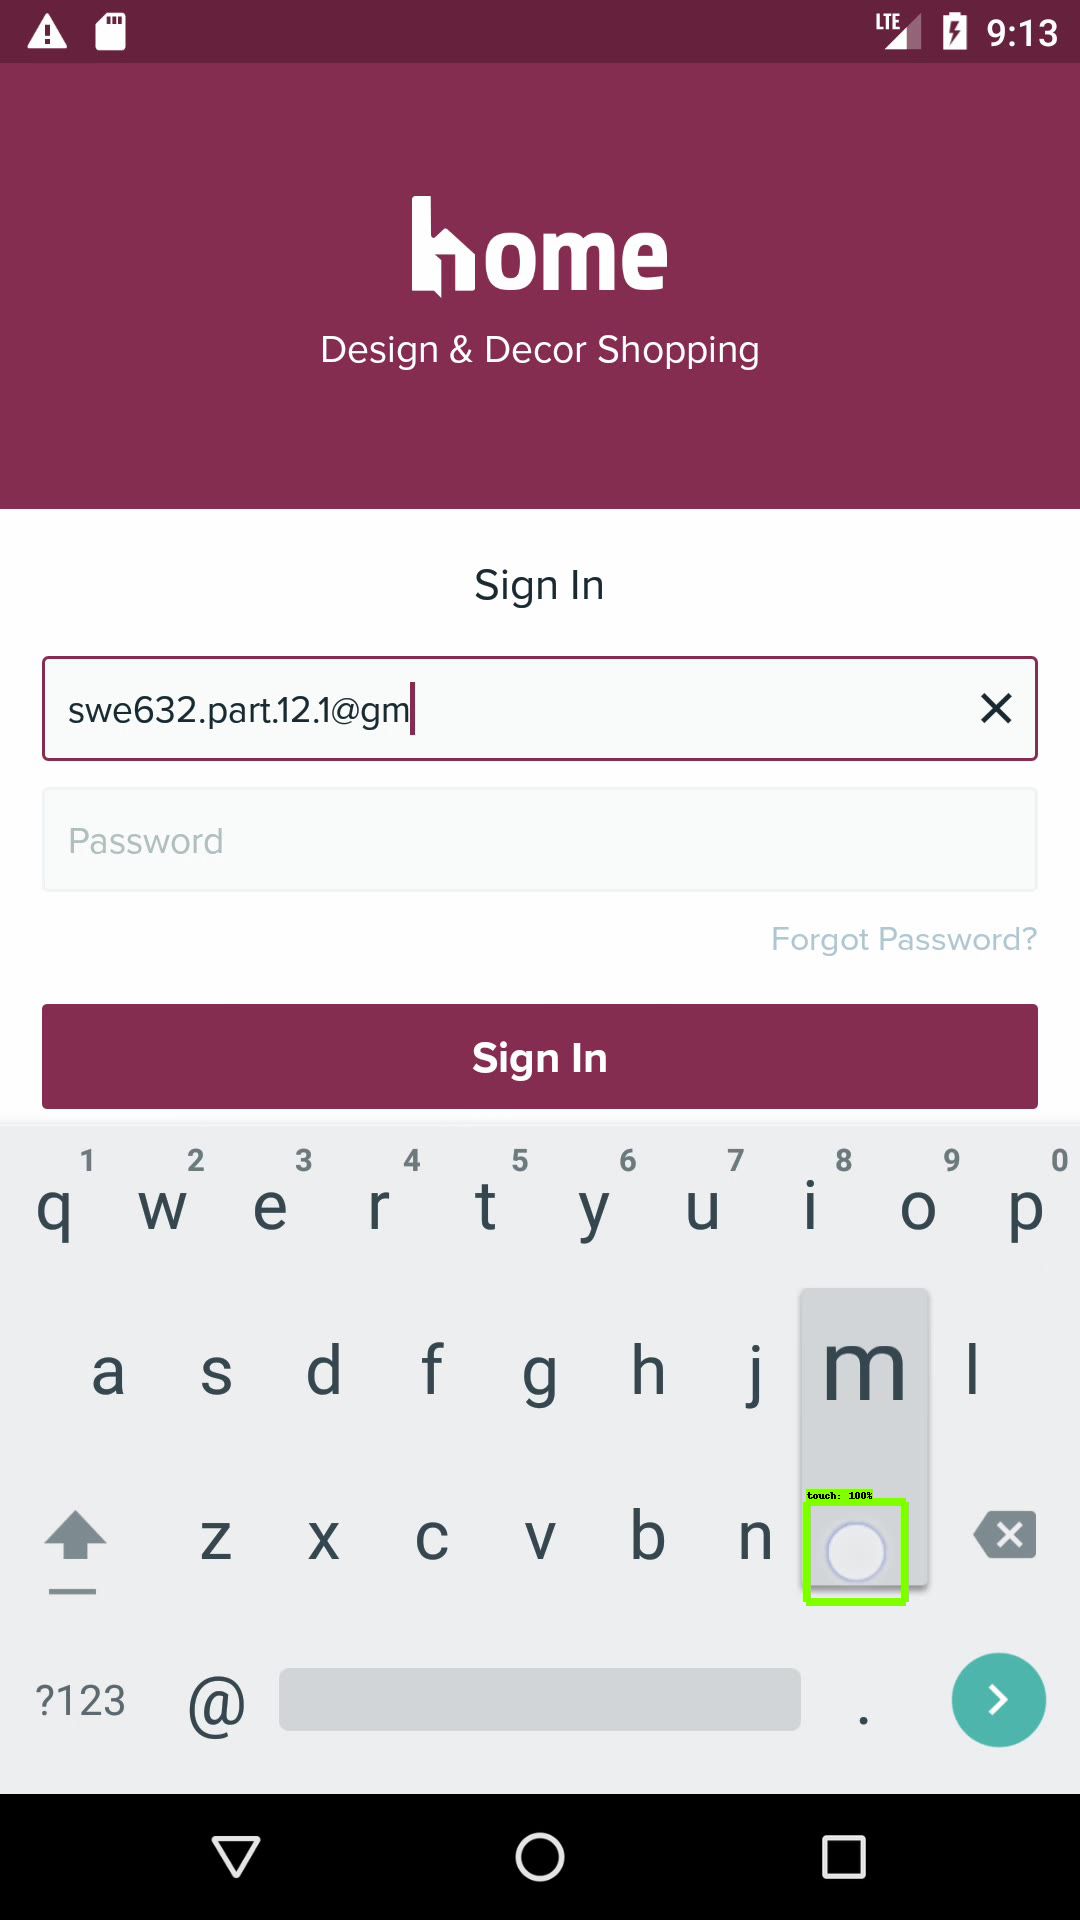 LTE 9:13
home
Design & Decor Shopping
Sign In
swe632.part.12.1@gm
Password
Forgot Password?
Sign In
1 2 3 4 5 6 7 8 9 0
q w e r t y u i o p
a s d f g h j m l
touch: 100%
z x c v b n
?123 @ .